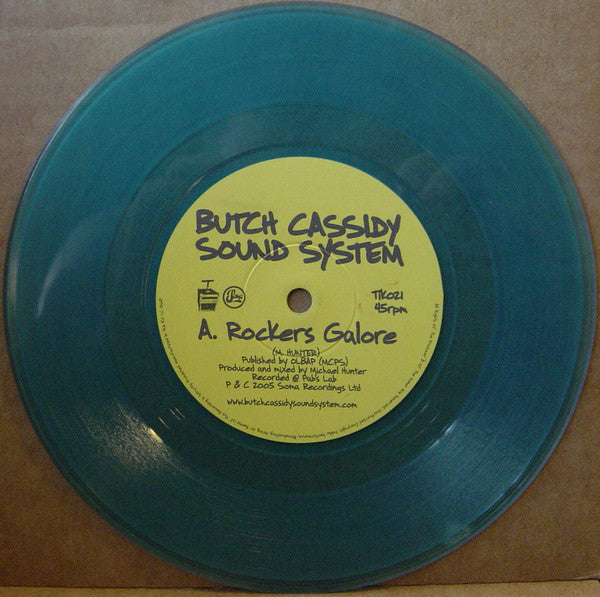 BUTCH CASSIDY
SOUND SYSTEM
TIK021
45rpm
A. Rockers Galore
(M. HUNTER)
Published by OLBAP (MCPS)
Produced and mixed by Michael Hunter
Recorded @ Pab's Lab
P & C 2005 Soma Recordings Ltd
www.butchcassidysoundsystem.com